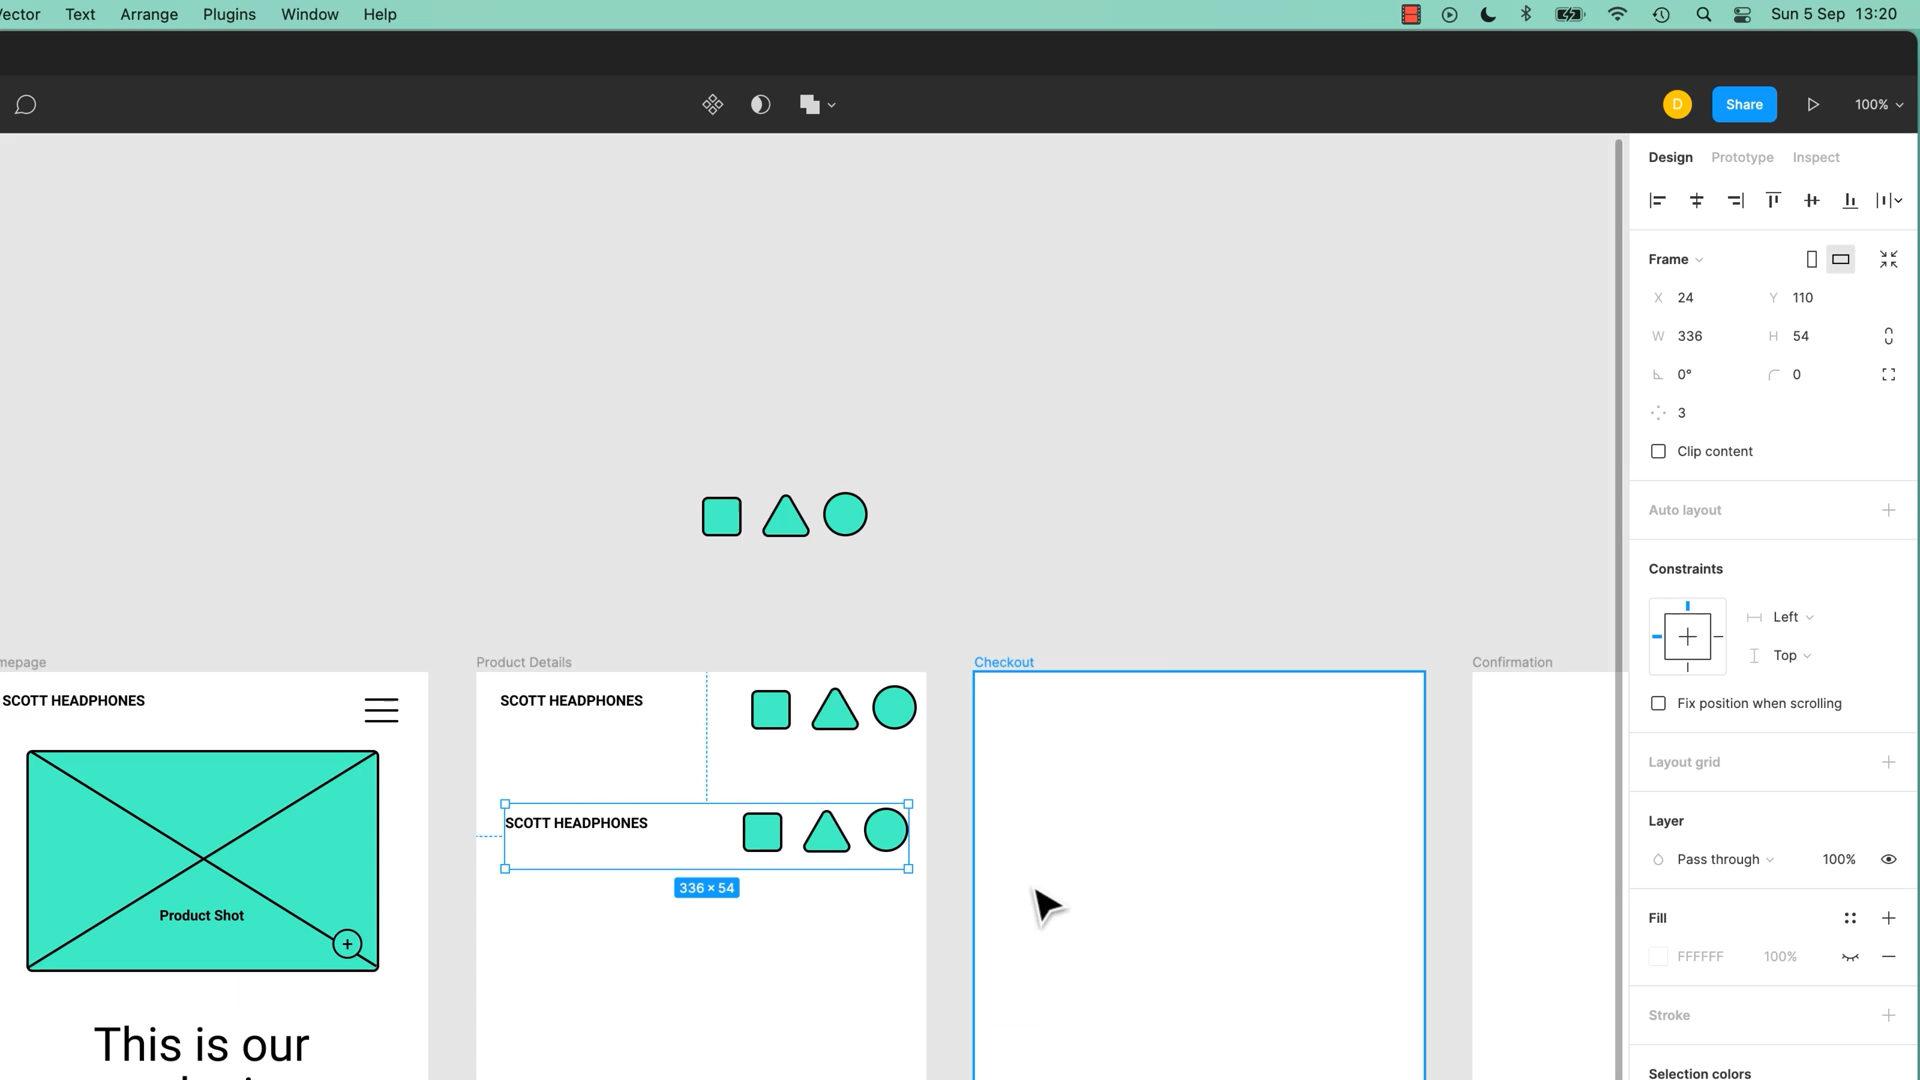 Vector Text Arrange Plugins Window Help Sun 5 Sep 13:20
D Share 100%
Design Prototype Inspect
Frame
X 24 Y 110
W 336 H 54
0° 0
3
Clip content
Auto layout
Constraints
Left
Top
Fix position when scrolling
Layout grid
Layer
Pass through 100%
Fill
FFFFFF 100%
Stroke
Selection colors
mepage
SCOTT HEADPHONES
Product Shot
+
This is our
Product Details
SCOTT HEADPHONES
SCOTT HEADPHONES
336 × 54
Checkout
Confirmation